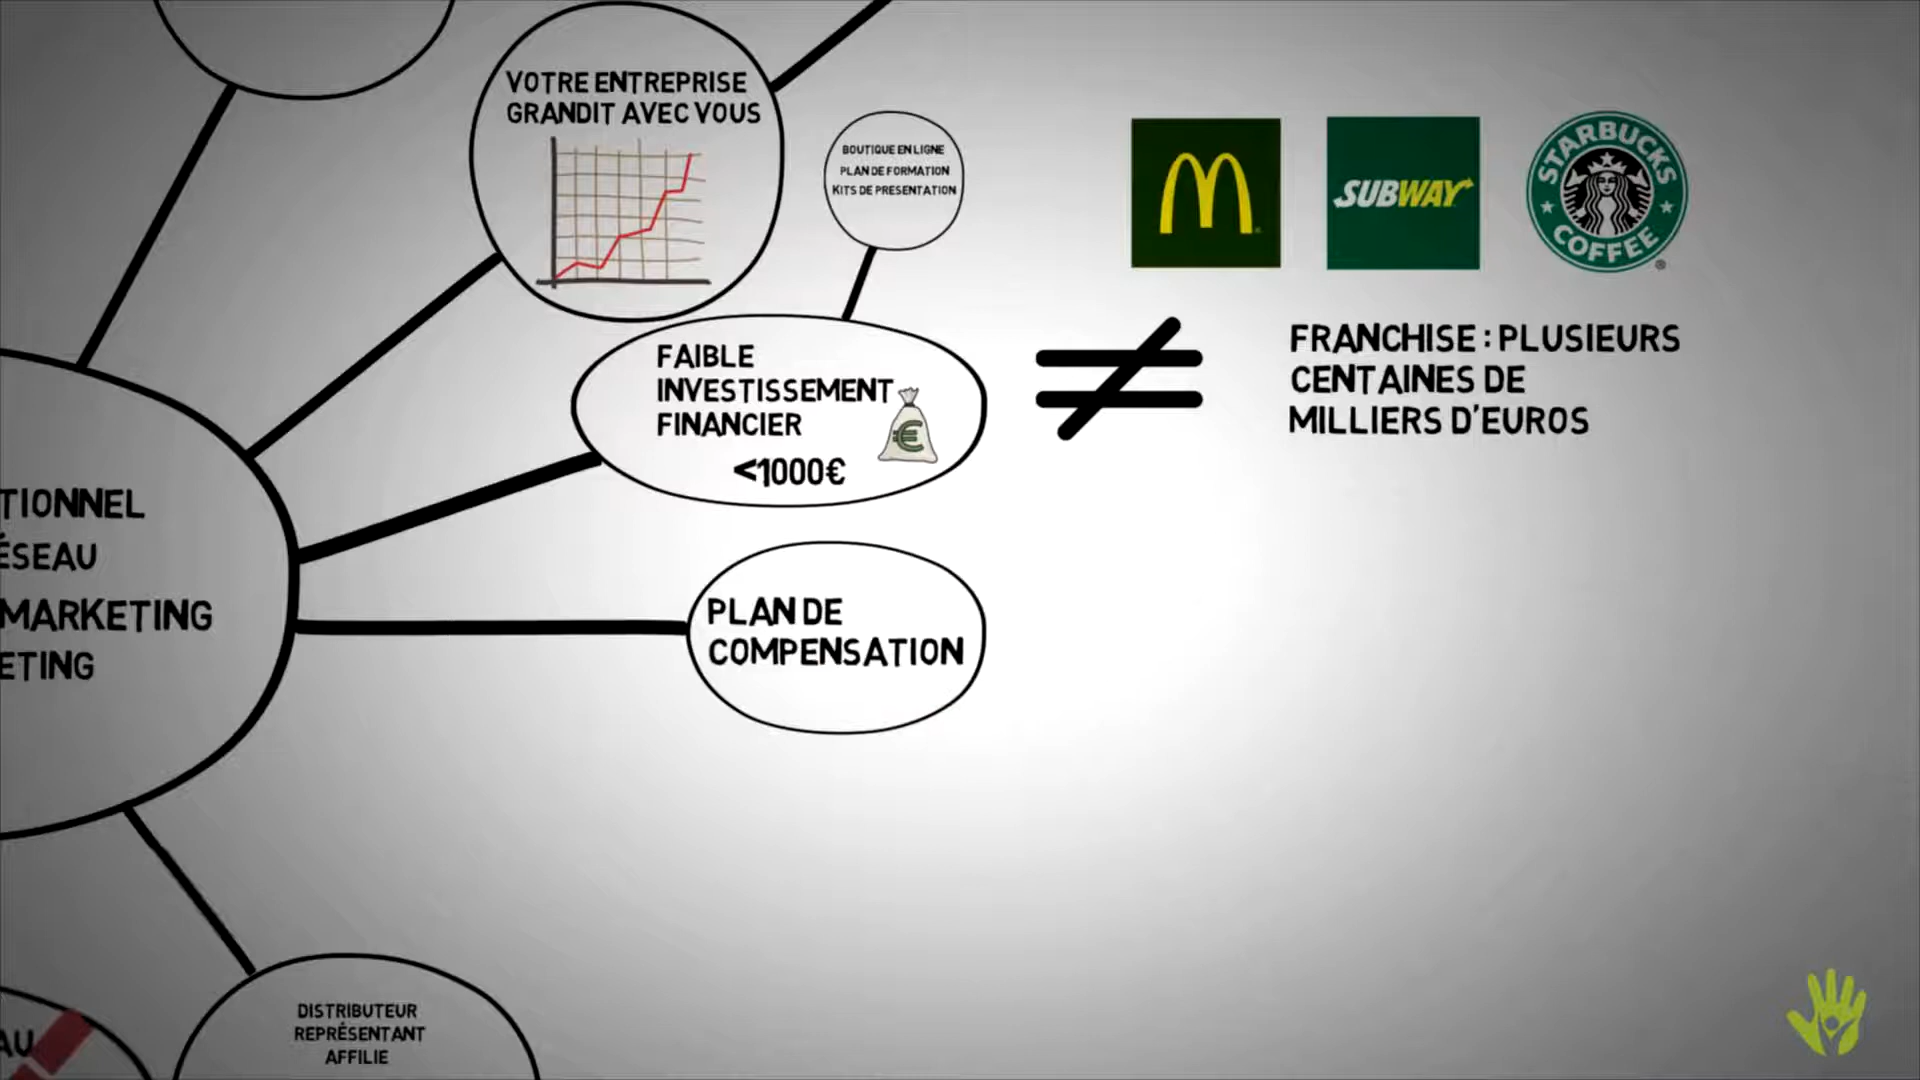 VOTRE ENTREPRISE
GRANDIT AVEC VOUS
BOUTIQUE EN LIGNE
PLAN DE FORMATION
KITS DE PRESENTATION
SUBWAY
STARBUCKS
COFFEE
FAIBLE
INVESTISSEMENT
FINANCIER
€
<1000€
≠
FRANCHISE : PLUSIEURS
CENTAINES DE
MILLIERS D'EUROS
TIONNEL
ÉSEAU
MARKETING
ETING
PLAN DE
COMPENSATION
DISTRIBUTEUR
REPRÉSENTANT
AFFILIE
AU